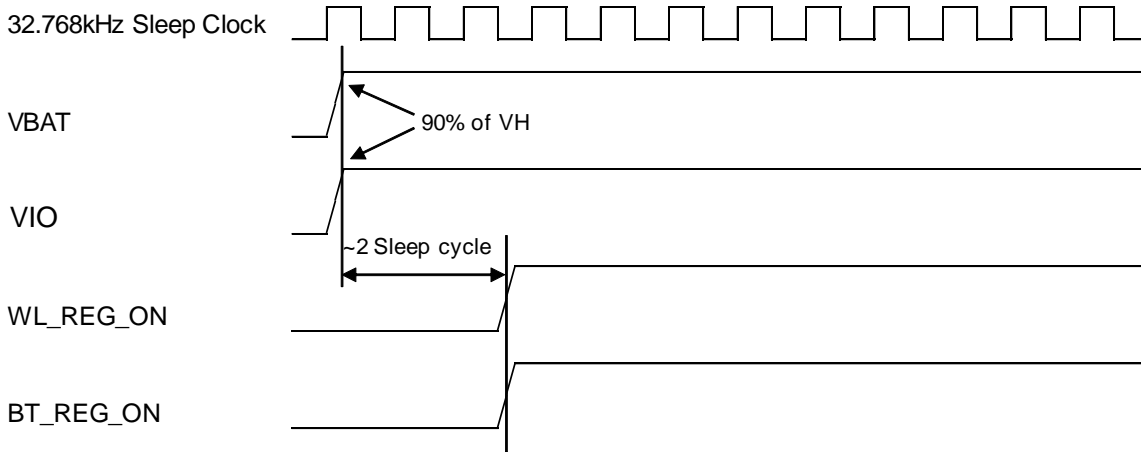 32.768kHz Sleep Clock
VBAT
90% of VH
VIO
~2 Sleep cycle
WL_REG_ON
BT_REG_ON